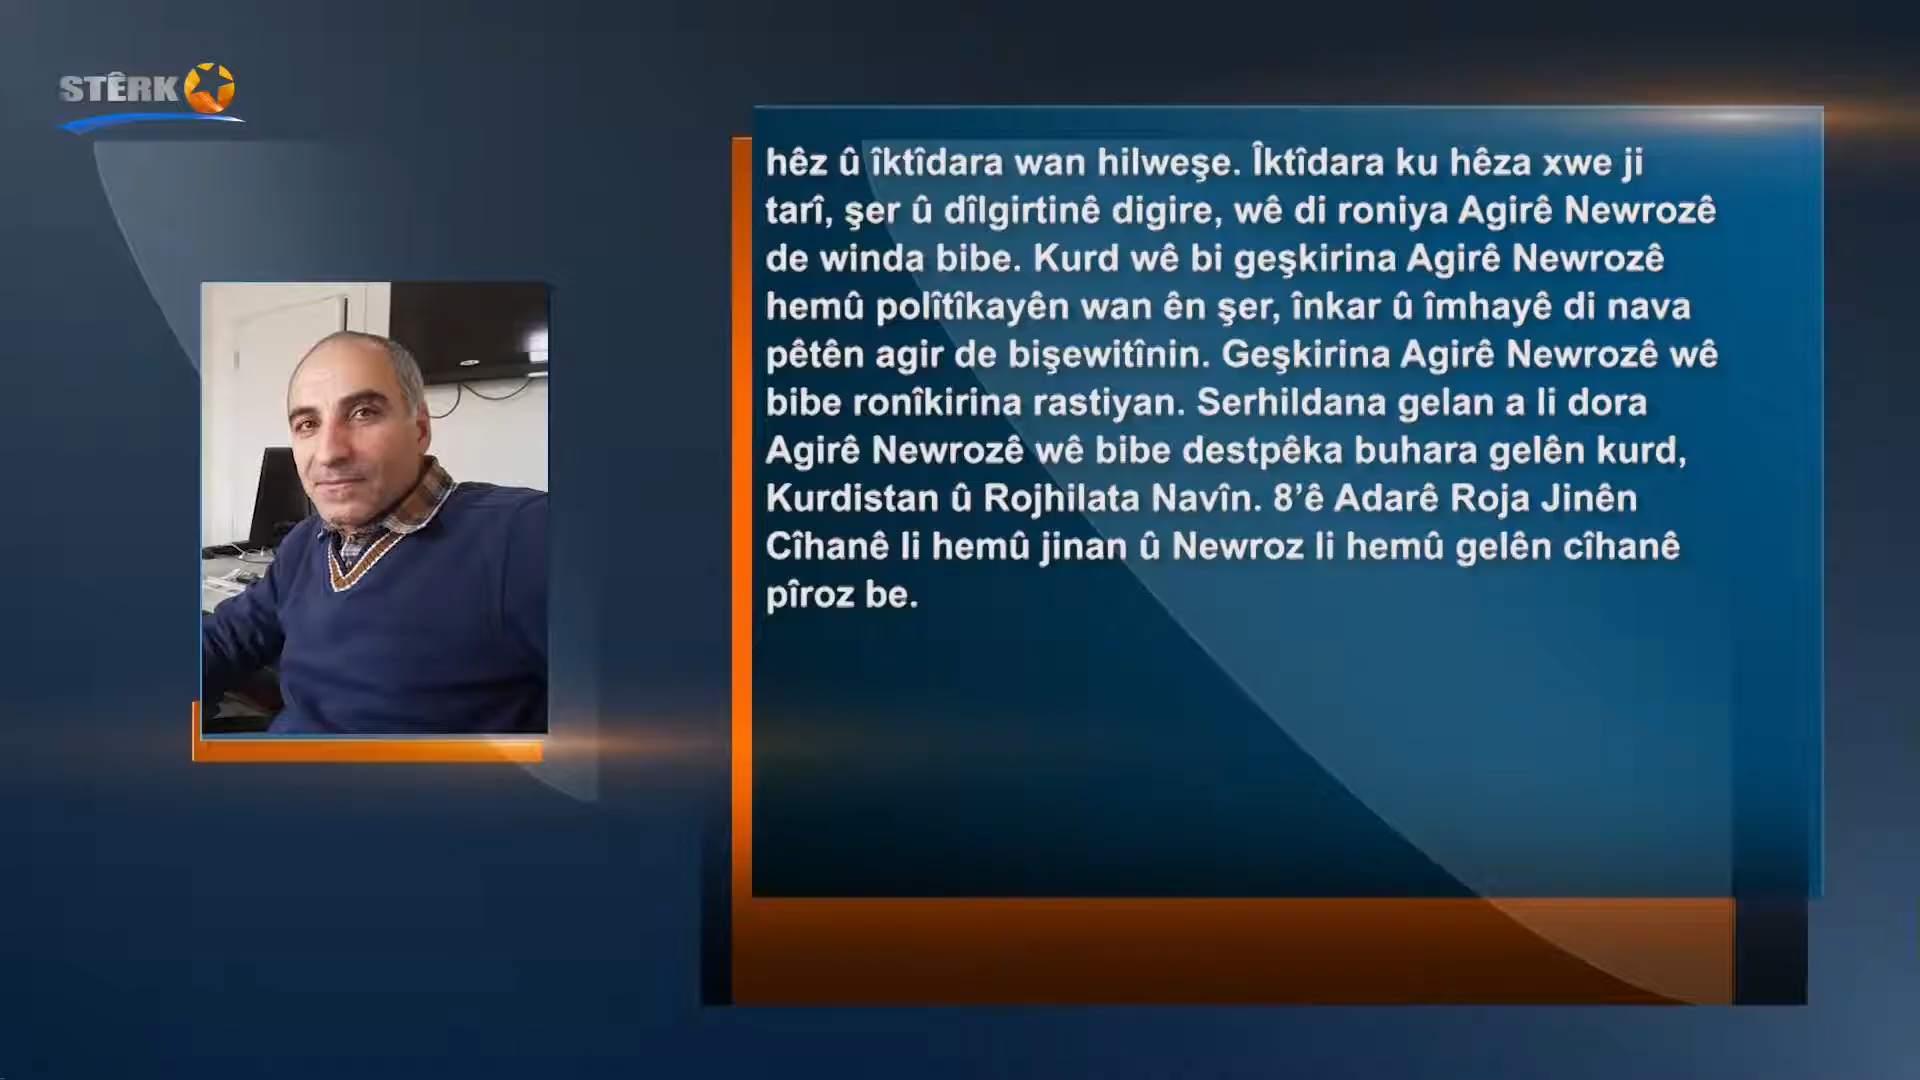 STÊRK
hêz û îktîdara wan hilweşe. Îktîdara ku hêza xwe ji
tarî, şer û dîlgirtinê digire, wê di roniya Agirê Newrozê
de winda bibe. Kurd wê bi geşkirina Agirê Newrozê
hemû polîtîkayên wan ên şer, înkar û îmhayê di nava
pêtên agir de bişewitînin. Geşkirina Agirê Newrozê wê
bibe ronîkirina rastiyan. Serhildana gelan a li dora
Agirê Newrozê wê bibe destpêka buhara gelên kurd,
Kurdistan û Rojhilata Navîn. 8’ê Adarê Roja Jinên
Cîhanê li hemû jinan û Newroz li hemû gelên cîhanê
pîroz be.